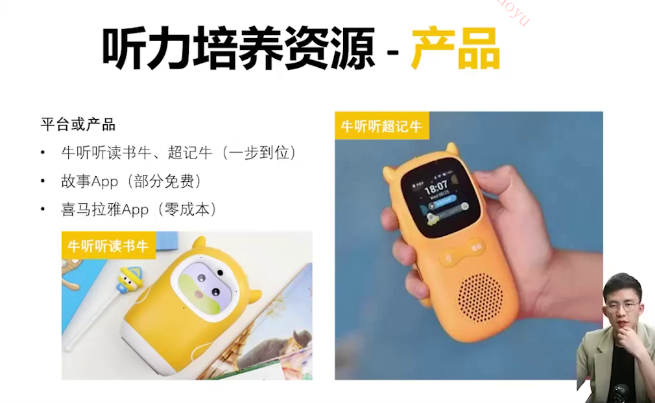 听力培养资源 - 产品
平台或产品
• 牛听听读书牛、超记牛（一步到位）
• 故事App（部分免费）
• 喜马拉雅App（零成本）
牛听听读书牛
牛听听超记牛
18:07